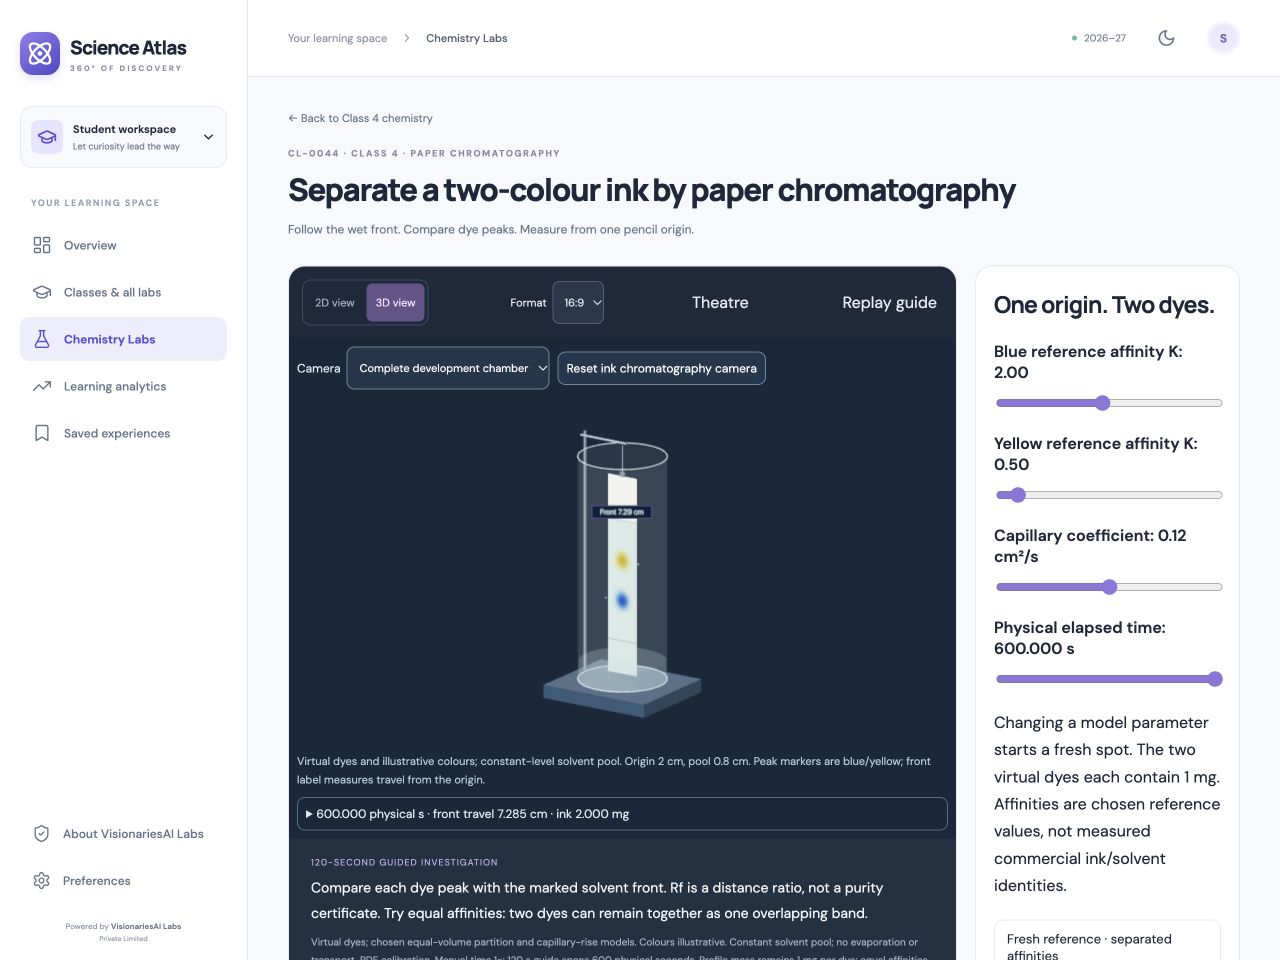 Science Atlas
360° OF DISCOVERY
Student workspace
Let curiosity lead the way
YOUR LEARNING SPACE
Overview
Classes & all labs
Chemistry Labs
Learning analytics
Saved experiences
About VisionariesAI Labs
Preferences
Powered by VisionariesAI Labs
Private Limited
Your learning space > Chemistry Labs
2026–27
S
← Back to Class 4 chemistry
CL-0044 · CLASS 4 · PAPER CHROMATOGRAPHY
Separate a two-colour ink by paper chromatography
Follow the wet front. Compare dye peaks. Measure from one pencil origin.
2D view 3D view Format 16:9 Theatre Replay guide
Camera Complete development chamber Reset ink chromatography camera
Front 7.29 cm
Virtual dyes and illustrative colours; constant-level solvent pool. Origin 2 cm, pool 0.8 cm. Peak markers are blue/yellow; front
label measures travel from the origin.
▶ 600.000 physical s · front travel 7.285 cm · ink 2.000 mg
120-SECOND GUIDED INVESTIGATION
Compare each dye peak with the marked solvent front. Rf is a distance ratio, not a purity
certificate. Try equal affinities: two dyes can remain together as one overlapping band.
Virtual dyes; chosen equal-volume partition and capillary-rise models. Colours illustrative. Constant solvent pool; no evaporation or
One origin. Two dyes.
Blue reference affinity K:
2.00
Yellow reference affinity K:
0.50
Capillary coefficient: 0.12
cm²/s
Physical elapsed time:
600.000 s
Changing a model parameter
starts a fresh spot. The two
virtual dyes each contain 1 mg.
Affinities are chosen reference
values, not measured
commercial ink/solvent
identities.
Fresh reference · separated
affinities